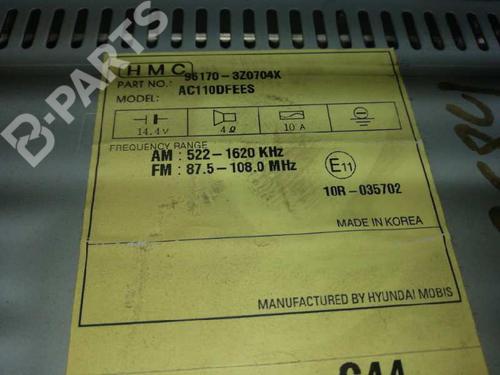 B-PARTS
HMC
PART NO.: 96170-3Z0704X
MODEL: AC110DFEES
14.4V 4Ω 10A
FREQUENCY RANGE
AM : 522-1620 KHz
FM : 87.5-108.0 MHz
E11
10R-035702
MADE IN KOREA
MANUFACTURED BY HYUNDAI MOBIS